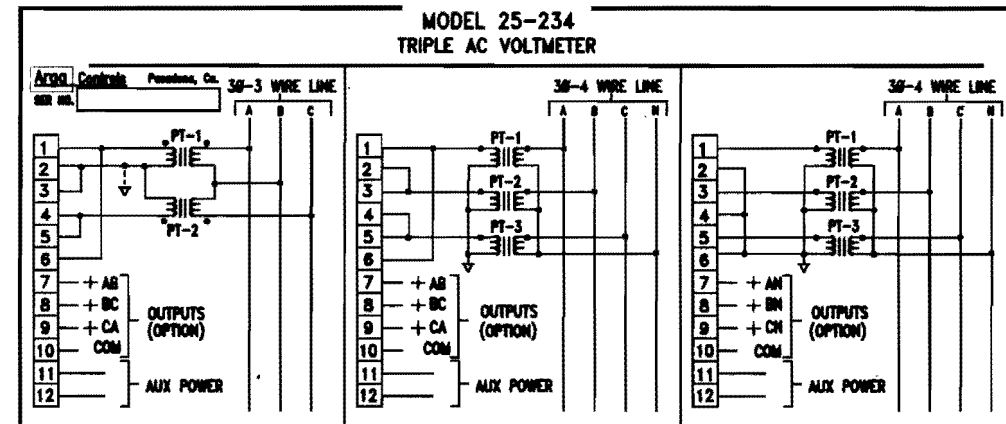 MODEL 25-234
TRIPLE AC VOLTMETER
Arga Controls Pasadena, Ca.
SER NO.
3Ø-3 WIRE LINE
A B C
PT-1
PT-2
1
2
3
4
5
6
7 + AB
8 + BC
9 + CA
10 COM
OUTPUTS
(OPTION)
11
12
AUX POWER
3Ø-4 WIRE LINE
A B C N
PT-1
PT-2
PT-3
1
2
3
4
5
6
7 + AB
8 + BC
9 + CA
10 COM
OUTPUTS
(OPTION)
11
12
AUX POWER
3Ø-4 WIRE LINE
A B C N
PT-1
PT-2
PT-3
1
2
3
4
5
6
7 + AN
8 + BN
9 + CN
10 COM
OUTPUTS
(OPTION)
11
12
AUX POWER